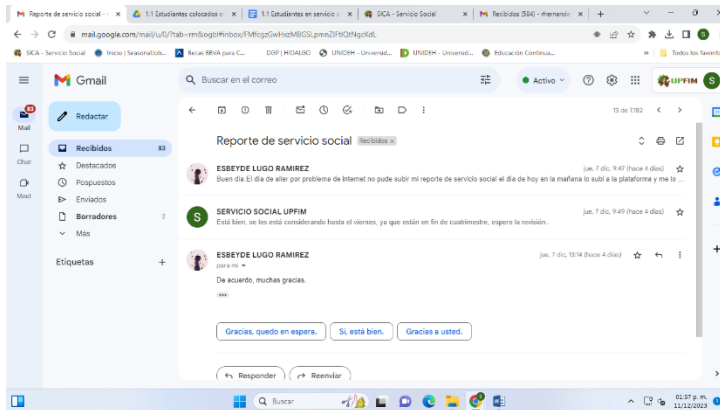 Reporte de servicio social -
1.1 Estudiantes colocados e
1.1 Estudiantes en servicio
SICA - Servicio Social
Recibidos (584) - rhernande
mail.google.com/mail/u/0/?tab=rm&ogbl#inbox/
SICA - Servicio Social
Inicio | Seasonallob...
Becas BBVA para C...
DGP | HIDALGO
UNIDEH - Universid...
UNIDEH - Universid...
Educación Continua...
Todos los favoritos
Gmail
Buscar en el correo
Activo
UPFIM
S
83
Mail
Chat
Meet
Redactar
Recibidos 83
Destacados
Pospuestos
Enviados
Borradores 2
Más
Etiquetas
13 de 7,182
Reporte de servicio social Recibidos x
ESBEYDE LUGO RAMIREZ jue, 7 dic, 9:47 (hace 4 días)
Buen día.El día de aller por problema de internet no pude subir mi reporte de servicio social el día de hoy en la mañana lo subí a la plataforma y me lo ...
S
SERVICIO SOCIAL UPFIM jue, 7 dic, 9:49 (hace 4 días)
Está bien, se les está considerando hasta el viernes, ya que están en fin de cuatrimestre, espera la revisión..
ESBEYDE LUGO RAMIREZ jue, 7 dic, 13:14 (hace 4 días)
para mí
De acuerdo, muchas gracias.
Gracias, quedo en espera.
Si, está bien.
Gracias a usted.
Responder
Reenviar
Buscar
01:57 p. m.
11/12/2023